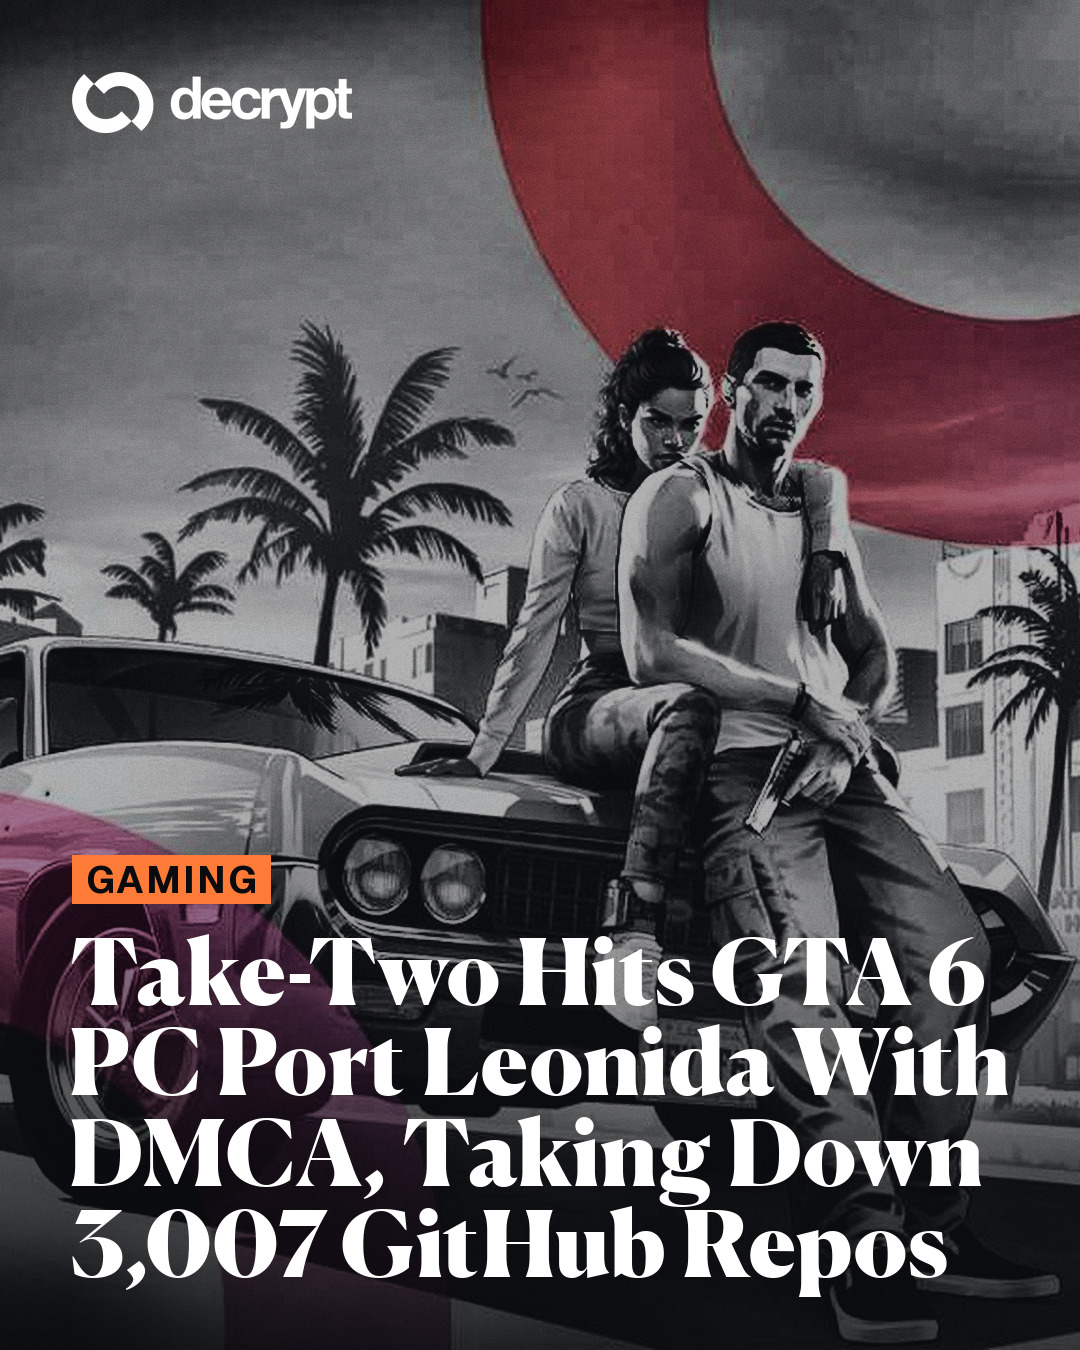 decrypt
GAMING
Take-Two Hits GTA 6
PC Port Leonida With
DMCA, Taking Down
3,007 GitHub Repos